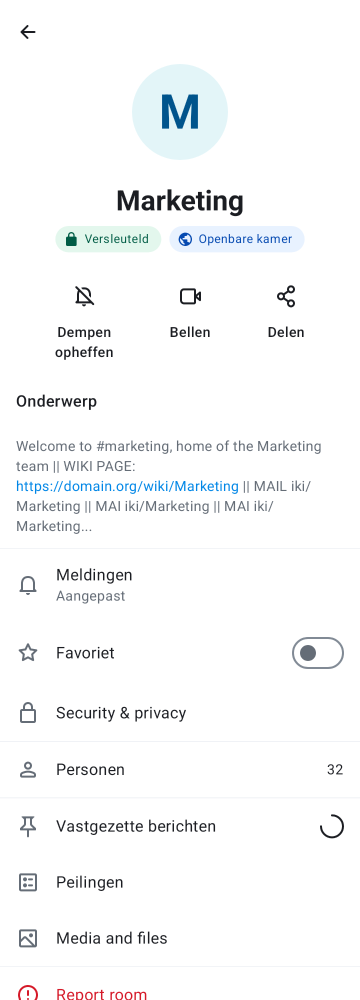 M
Marketing
Versleuteld
Openbare kamer
Dempen
opheffen
Bellen
Delen
Onderwerp
Welcome to #marketing, home of the Marketing
team || WIKI PAGE:
https://domain.org/wiki/Marketing || MAIL iki/
Marketing || MAI iki/Marketing || MAI iki/
Marketing...
Meldingen
Aangepast
Favoriet
Security & privacy
Personen 32
Vastgezette berichten
Peilingen
Media and files
Report room